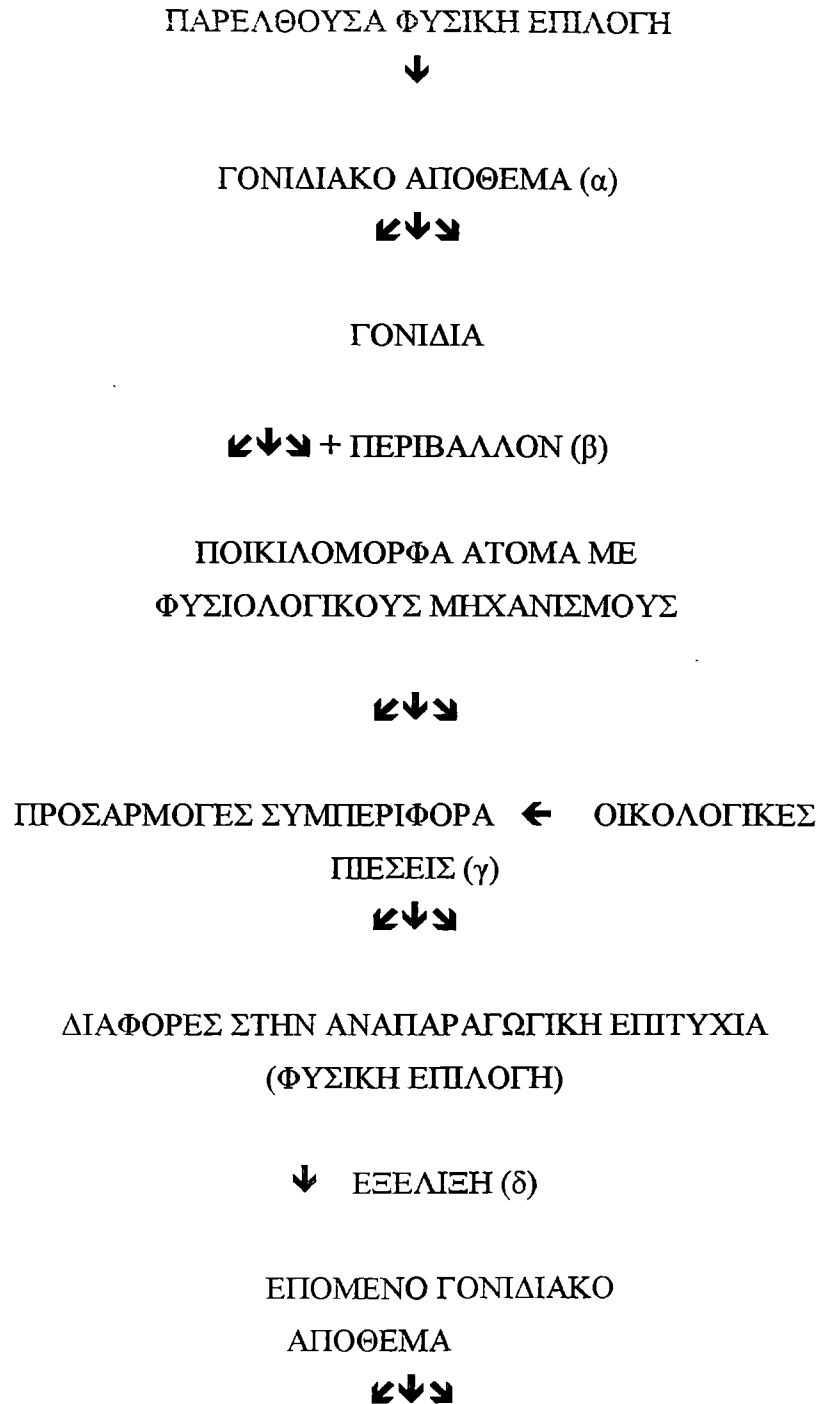 ΠΑΡΕΛΘΟΥΣΑ ΦΥΣΙΚΗ ΕΠΙΛΟΓΗ
↓
ΓΟΝΙΔΙΑΚΟ ΑΠΟΘΕΜΑ (α)
↙↓↘
ΓΟΝΙΔΙΑ
↙↓↘ + ΠΕΡΙΒΑΛΛΟΝ (β)
ΠΟΙΚΙΛΟΜΟΡΦΑ ΑΤΟΜΑ ΜΕ
ΦΥΣΙΟΛΟΓΙΚΟΥΣ ΜΗΧΑΝΙΣΜΟΥΣ
↙↓↘
ΠΡΟΣΑΡΜΟΓΕΣ ΣΥΜΠΕΡΙΦΟΡΑ ← ΟΙΚΟΛΟΓΙΚΕΣ
ΠΙΕΣΕΙΣ (γ)
↙↓↘
ΔΙΑΦΟΡΕΣ ΣΤΗΝ ΑΝΑΠΑΡΑΓΩΓΙΚΗ ΕΠΙΤΥΧΙΑ
(ΦΥΣΙΚΗ ΕΠΙΛΟΓΗ)
↓ ΕΞΕΛΙΞΗ (δ)
ΕΠΟΜΕΝΟ ΓΟΝΙΔΙΑΚΟ
ΑΠΟΘΕΜΑ
↙↓↘